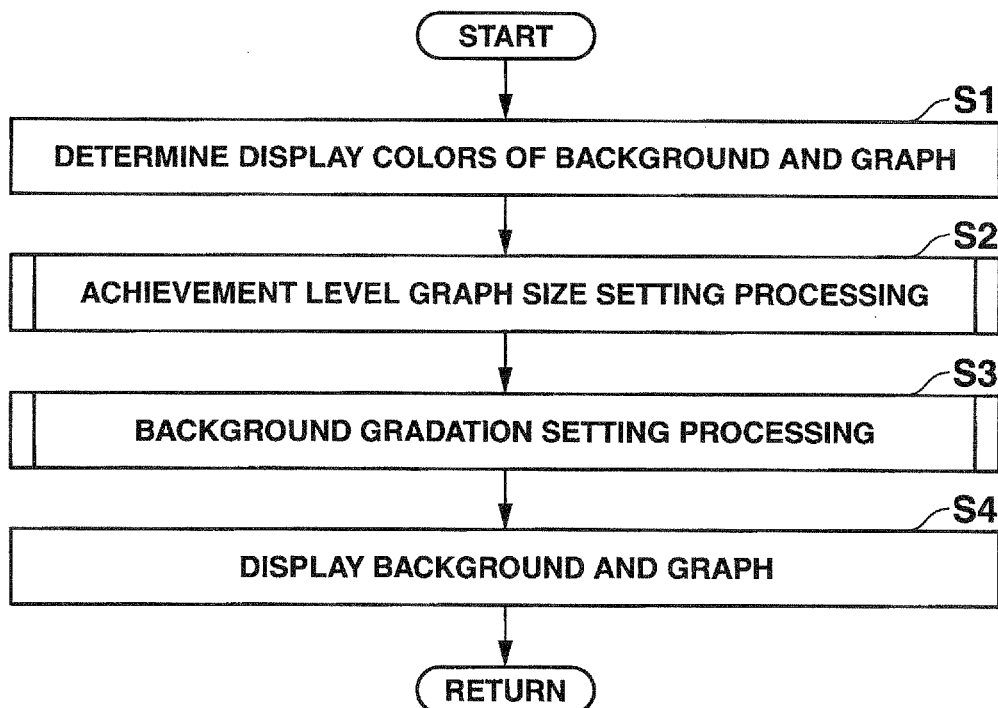 START
S1
DETERMINE DISPLAY COLORS OF BACKGROUND AND GRAPH
S2
ACHIEVEMENT LEVEL GRAPH SIZE SETTING PROCESSING
S3
BACKGROUND GRADATION SETTING PROCESSING
S4
DISPLAY BACKGROUND AND GRAPH
RETURN